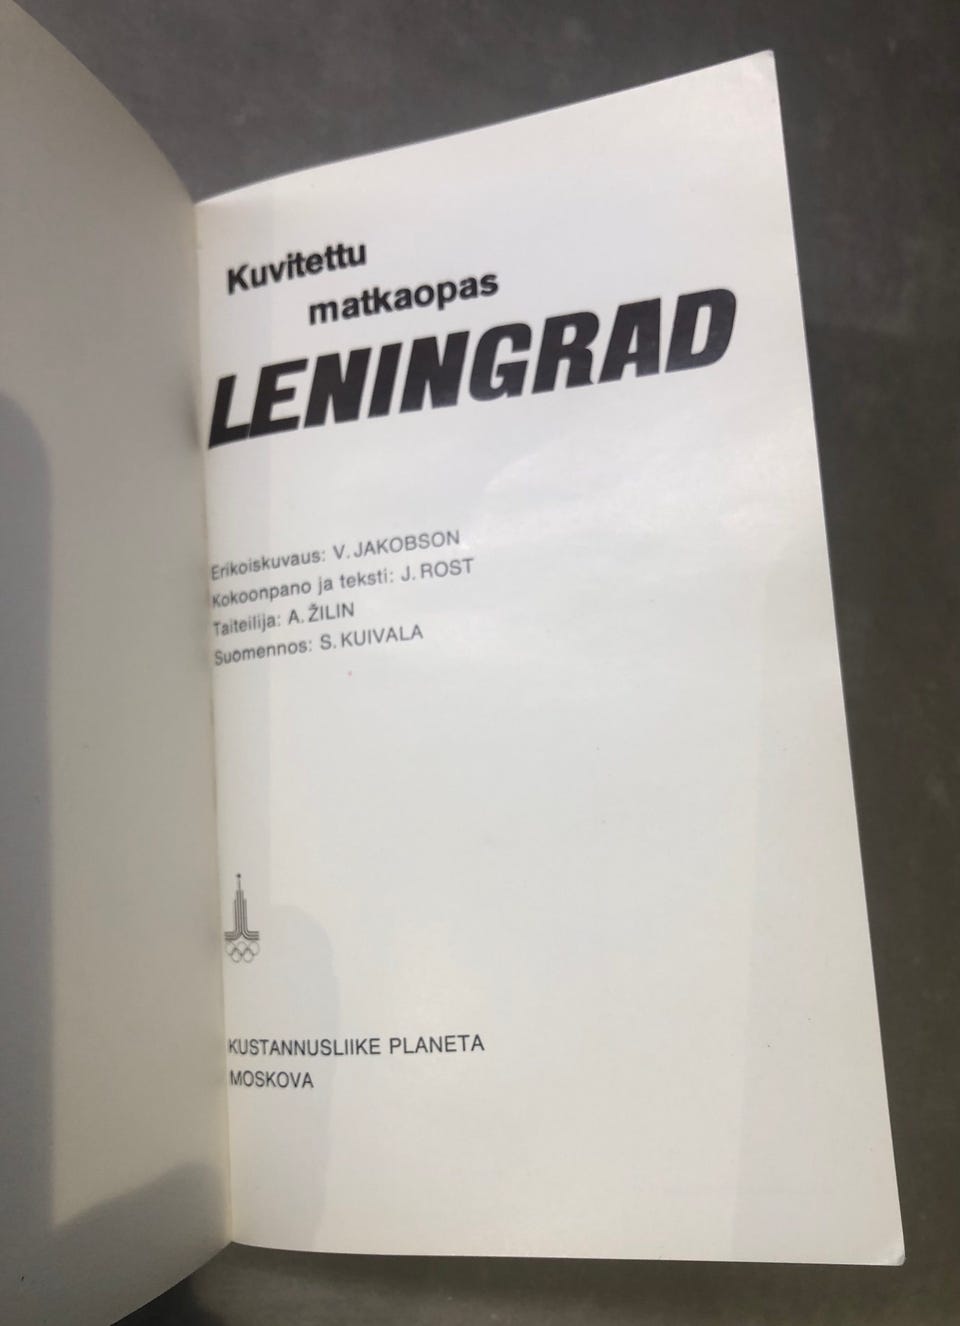 Kuvitettu
matkaopas
LENINGRAD
Erikoiskuvaus: V. JAKOBSON
Kokoonpano ja teksti: J. ROST
Taiteilija: A. ŽILIN
Suomennos: S. KUIVALA
KUSTANNUSLIIKE PLANETA
MOSKOVA